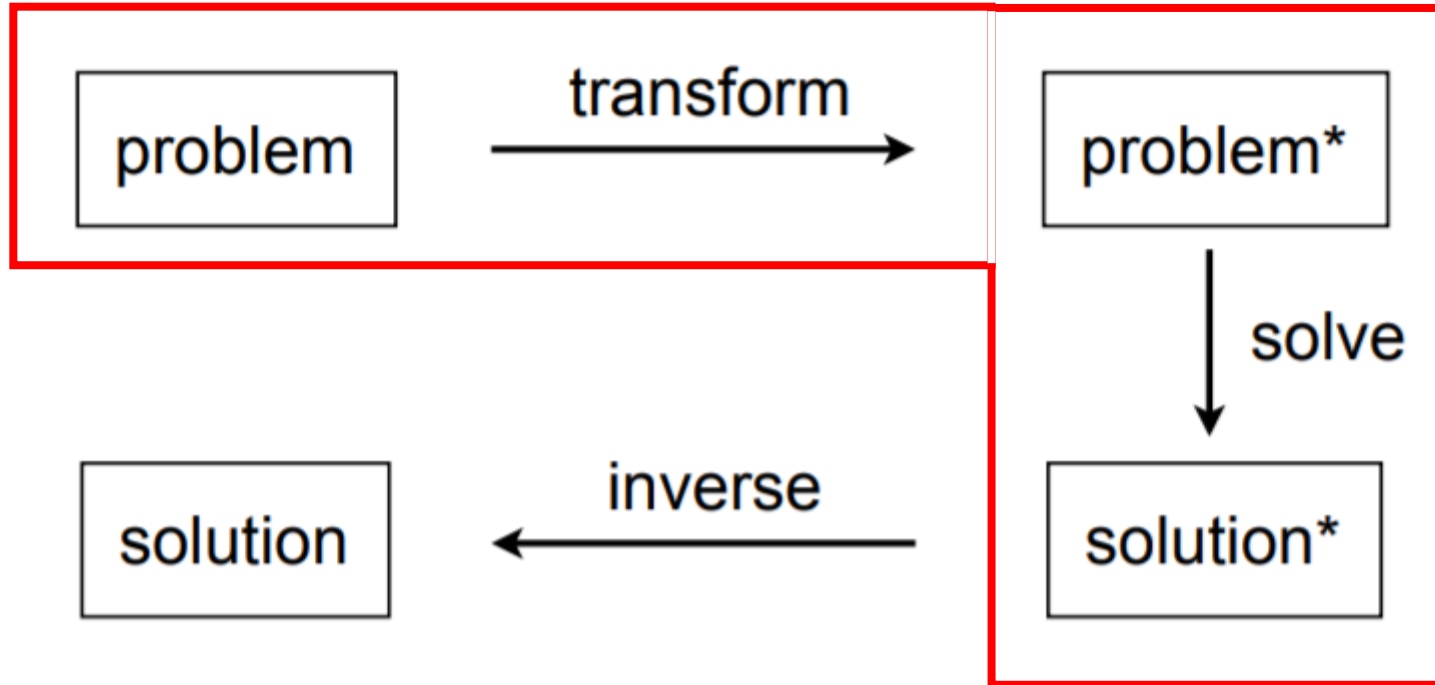 transform
problem
problem*
solve
inverse
solution
solution*